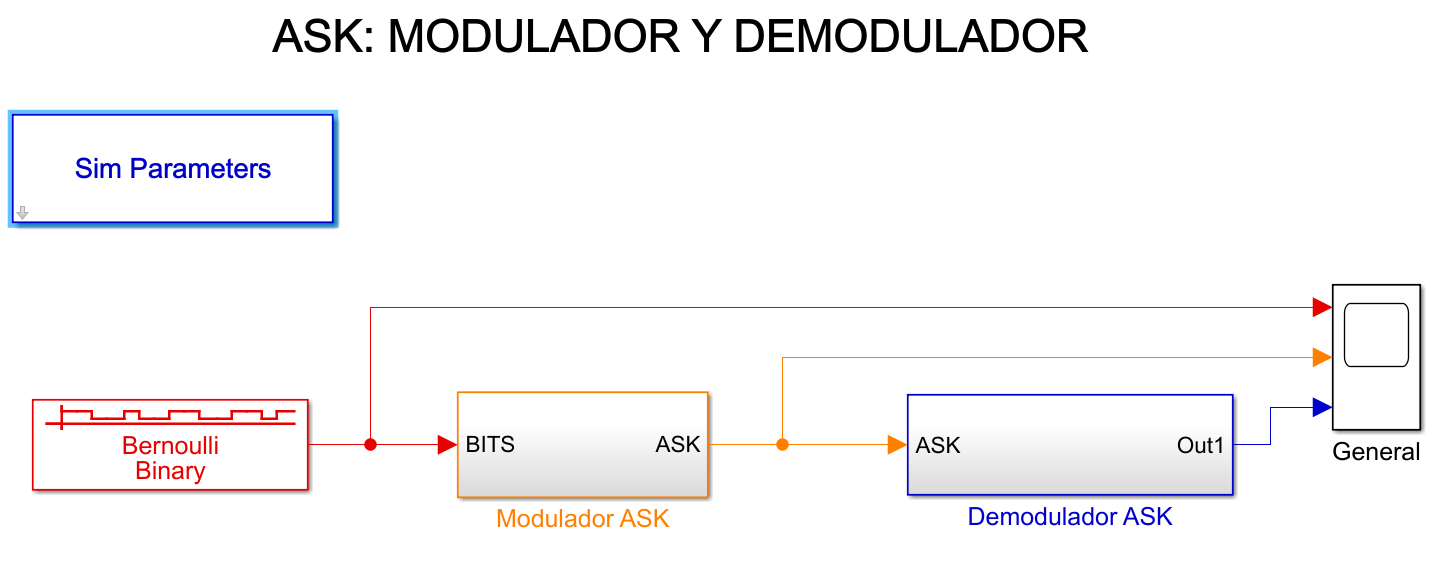 ASK: MODULADOR Y DEMODULADOR
Sim Parameters
Bernoulli
Binary
BITS
ASK
Modulador ASK
ASK
Out1
Demodulador ASK
General